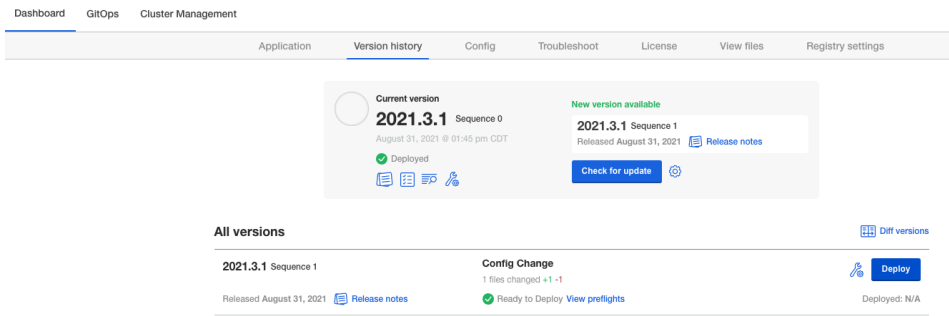 Dashboard GitOps Cluster Management
Application Version history Config Troubleshoot License View files Registry settings
Current version
2021.3.1 Sequence 0
August 31, 2021 @ 01:45 pm CDT
Deployed
New version available
2021.3.1 Sequence 1
Released August 31, 2021 Release notes
Check for update
All versions
Diff versions
2021.3.1 Sequence 1
Released August 31, 2021 Release notes
Config Change
1 files changed +1 -1
Ready to Deploy View preflights
Deploy
Deployed: N/A